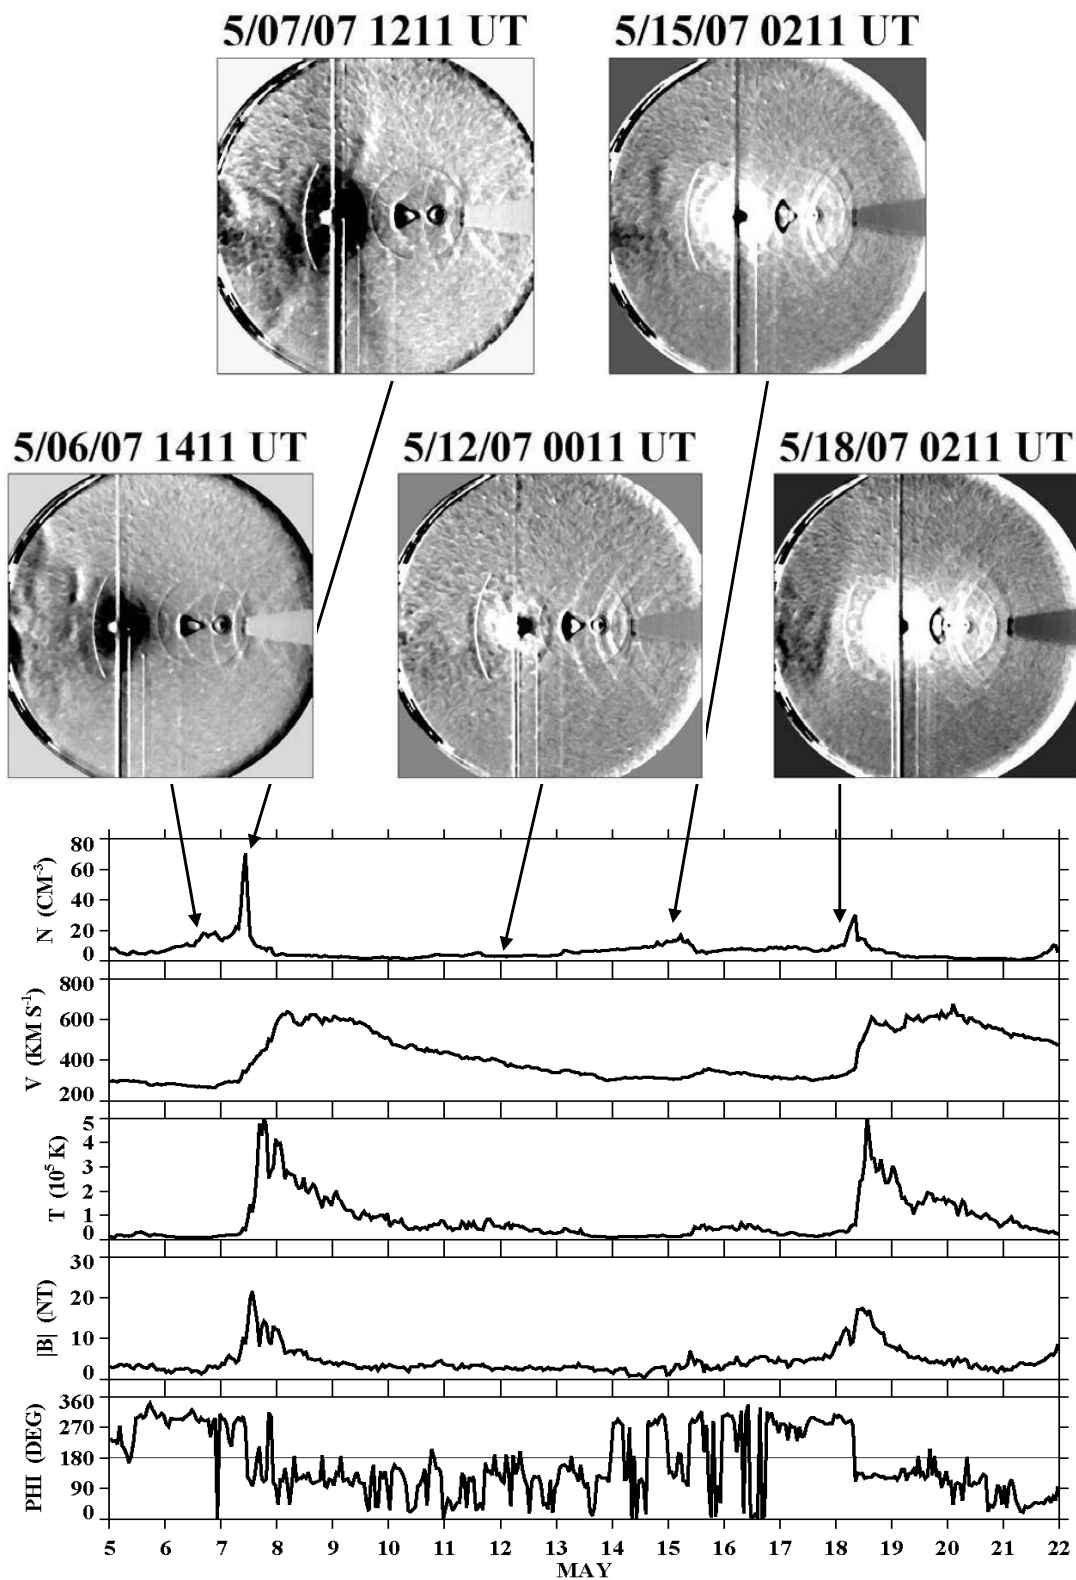 5/07/07 1211 UT
5/15/07 0211 UT
5/06/07 1411 UT
5/12/07 0011 UT
5/18/07 0211 UT
N (CM-3)
80
60
40
20
0
V (KM S-1)
800
600
400
200
T (10⁵ K)
5
4
3
2
1
0
|B| (NT)
30
20
10
0
PHI (DEG)
360
270
180
90
0
5 6 7 8 9 10 11 12 13 14 15 16 17 18 19 20 21 22
MAY